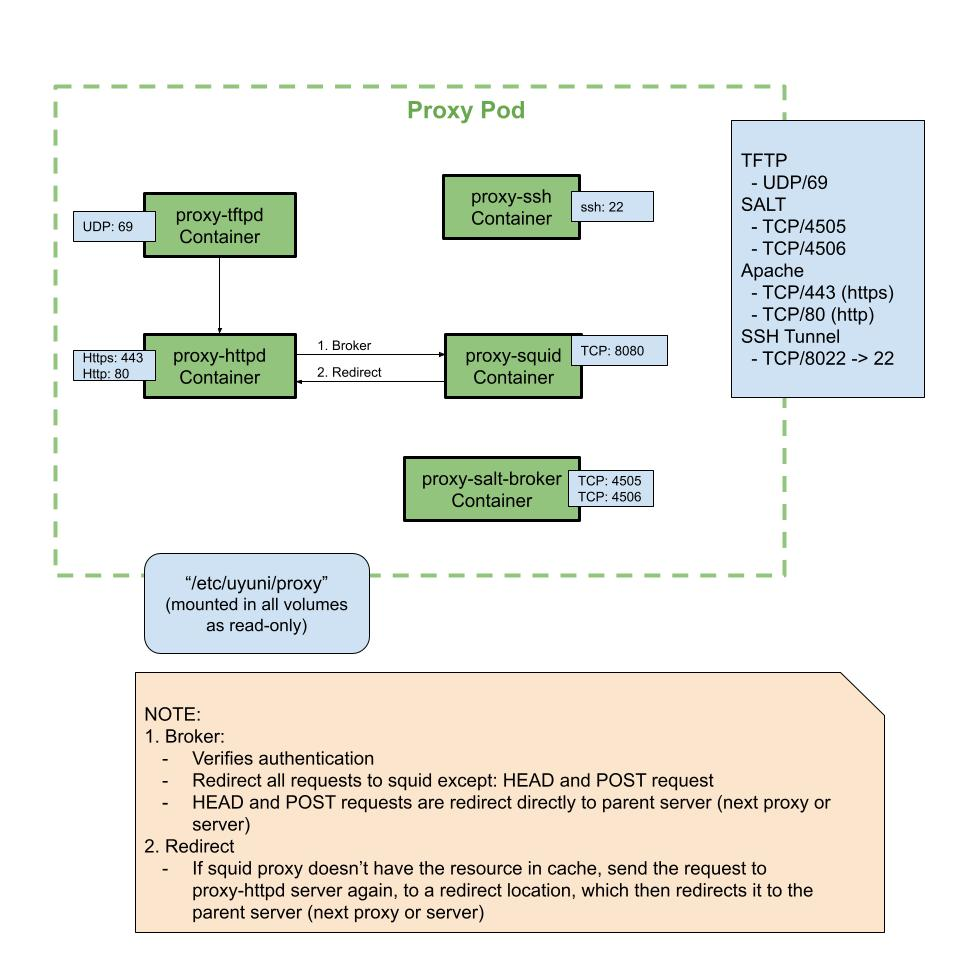 Proxy Pod
TFTP
- UDP/69
SALT
- TCP/4505
- TCP/4506
Apache
- TCP/443 (https)
- TCP/80 (http)
SSH Tunnel
- TCP/8022 -> 22
proxy-tftpd
Container
UDP: 69
proxy-ssh
Container
ssh: 22
proxy-httpd
Container
Https: 443
Http: 80
1. Broker
2. Redirect
proxy-squid
Container
TCP: 8080
proxy-salt-broker
Container
TCP: 4505
TCP: 4506
“/etc/uyuni/proxy”
(mounted in all volumes
as read-only)
NOTE:
1. Broker:
- Verifies authentication
- Redirect all requests to squid except: HEAD and POST request
- HEAD and POST requests are redirect directly to parent server (next proxy or
server)
2. Redirect
- If squid proxy doesn’t have the resource in cache, send the request to
proxy-httpd server again, to a redirect location, which then redirects it to the
parent server (next proxy or server)